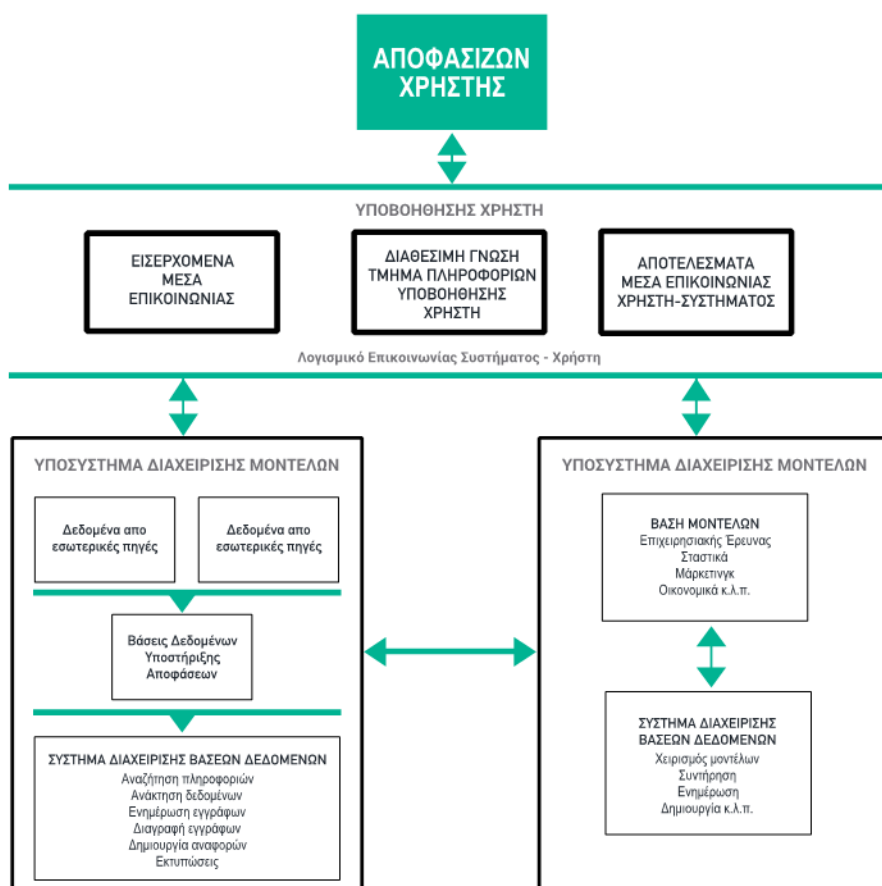 ΑΠΟΦΑΣΙΖΩΝ
ΧΡΗΣΤΗΣ
ΥΠΟΒΟΗΘΗΣΗΣ ΧΡΗΣΤΗ
ΕΙΣΕΡΧΟΜΕΝΑ
ΜΕΣΑ
ΕΠΙΚΟΙΝΩΝΙΑΣ
ΔΙΑΘΕΣΙΜΗ ΓΝΩΣΗ
ΤΜΗΜΑ ΠΛΗΡΟΦΟΡΙΩΝ
ΥΠΟΒΟΗΘΗΣΗΣ
ΧΡΗΣΤΗ
ΑΠΟΤΕΛΕΣΜΑΤΑ
ΜΕΣΑ ΕΠΙΚΟΙΝΩΝΙΑΣ
ΧΡΗΣΤΗ-ΣΥΣΤΗΜΑΤΟΣ
Λογισμικό Επικοινωνίας Συστήματος - Χρήστη
ΥΠΟΣΥΣΤΗΜΑ ΔΙΑΧΕΙΡΙΣΗΣ ΜΟΝΤΕΛΩΝ
Δεδομένα απο
εσωτερικές πηγές
Δεδομένα απο
εσωτερικές πηγές
Βάσεις Δεδομένων
Υποστήριξης
Αποφάσεων
ΣΥΣΤΗΜΑ ΔΙΑΧΕΙΡΙΣΗΣ ΒΑΣΕΩΝ ΔΕΔΟΜΕΝΩΝ
Αναζήτηση πληροφοριών
Ανάκτηση δεδομένων
Ενημέρωση εγγράφων
Διαγραφή εγγράφων
Δημιουργία αναφορών
Εκτυπώσεις
ΥΠΟΣΥΣΤΗΜΑ ΔΙΑΧΕΙΡΙΣΗΣ ΜΟΝΤΕΛΩΝ
ΒΑΣΗ ΜΟΝΤΕΛΩΝ
Επιχειρησιακής Έρευνας
Σταστικά
Μάρκετινγκ
Οικονομικά κ.λ.π.
ΣΥΣΤΗΜΑ ΔΙΑΧΕΙΡΙΣΗΣ
ΒΑΣΕΩΝ ΔΕΔΟΜΕΝΩΝ
Χειρισμός μοντέλων
Συντήρηση
Ενημέρωση
Δημιουργία κ.λ.π.